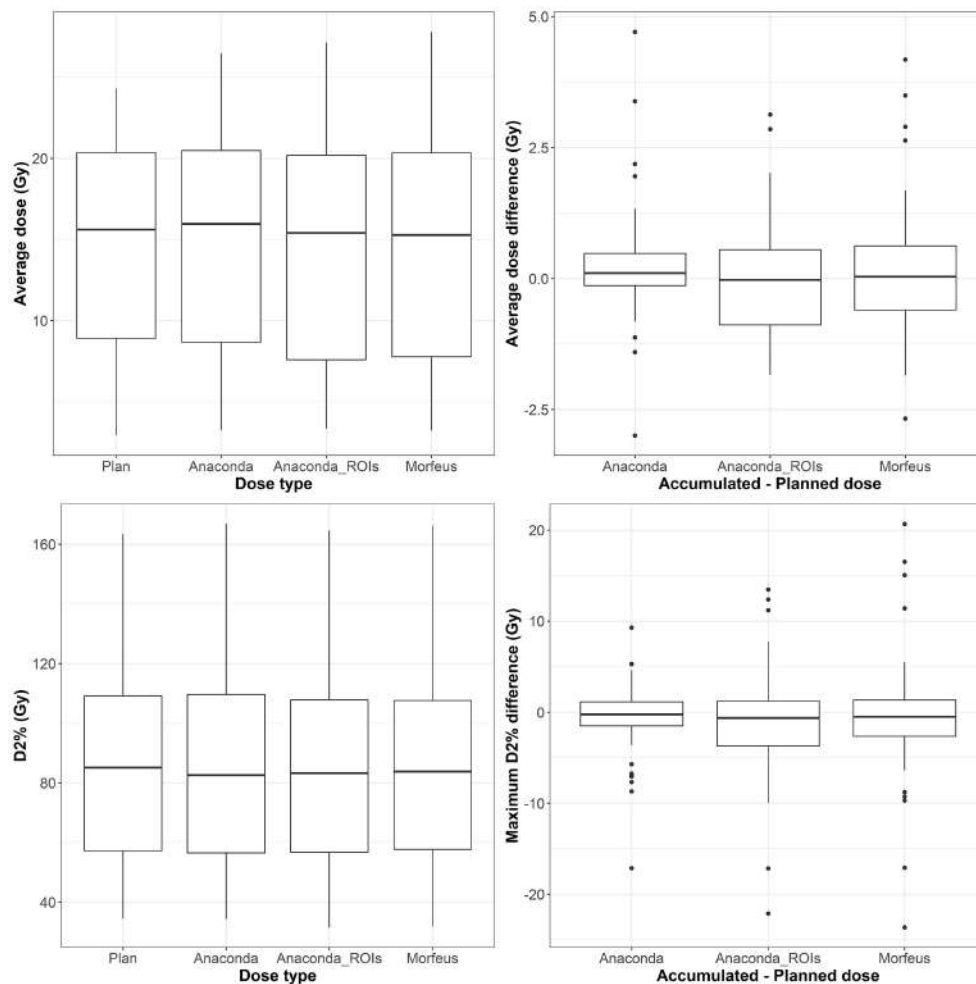 Average dose (Gy)
20
10
Plan
Anaconda
Anaconda_ROIs
Morfeus
Dose type
Average dose difference (Gy)
5.0
2.5
0.0
-2.5
Anaconda
Anaconda_ROIs
Morfeus
Accumulated - Planned dose
D2% (Gy)
160
120
80
40
Plan
Anaconda
Anaconda_ROIs
Morfeus
Dose type
Maximum D2% difference (Gy)
20
10
0
-10
-20
Anaconda
Anaconda_ROIs
Morfeus
Accumulated - Planned dose